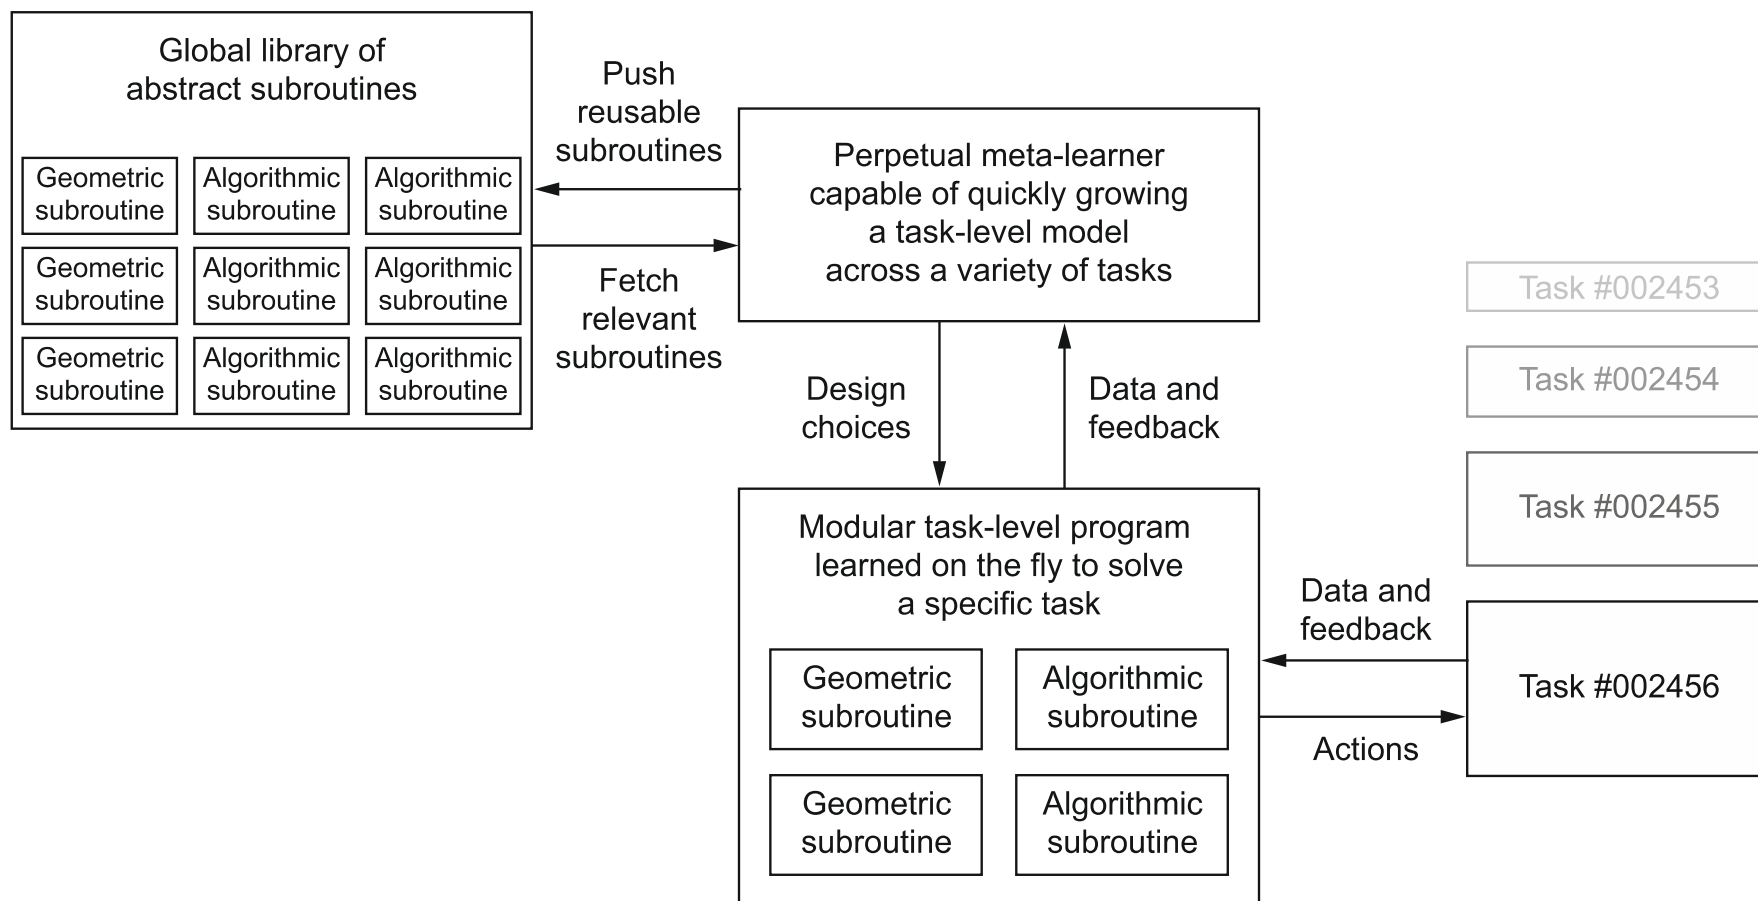 Global library of
abstract subroutines
Geometric
subroutine
Algorithmic
subroutine
Algorithmic
subroutine
Geometric
subroutine
Algorithmic
subroutine
Algorithmic
subroutine
Geometric
subroutine
Algorithmic
subroutine
Algorithmic
subroutine
Push
reusable
subroutines
Fetch
relevant
subroutines
Perpetual meta-learner
capable of quickly growing
a task-level model
across a variety of tasks
Design
choices
Data and
feedback
Modular task-level program
learned on the fly to solve
a specific task
Geometric
subroutine
Algorithmic
subroutine
Geometric
subroutine
Algorithmic
subroutine
Data and
feedback
Actions
Task #002453
Task #002454
Task #002455
Task #002456